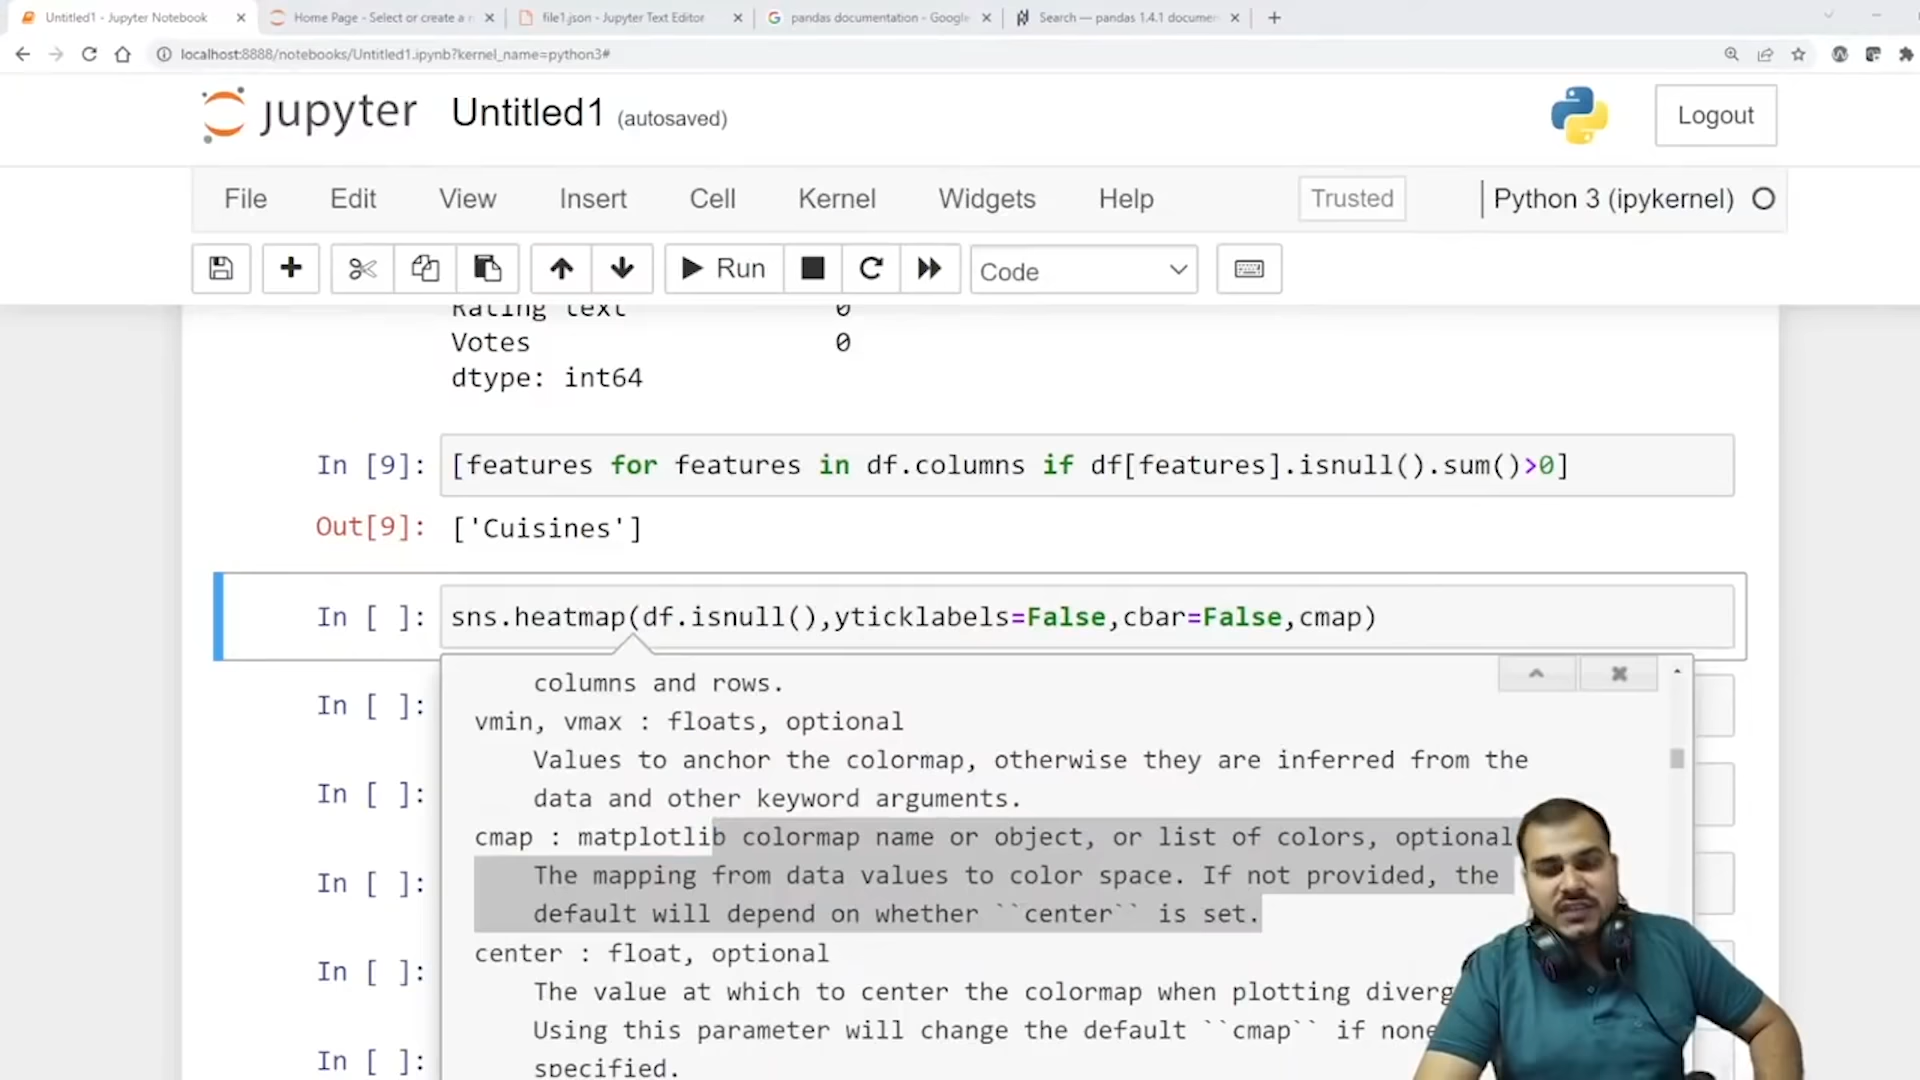 Untitled1 - Jupyter Notebook
Home Page - Select or create a n
file1.json - Jupyter Text Editor
pandas documentation - Google
Search — pandas 1.4.1 documen
localhost:8888/notebooks/Untitled1.ipynb?kernel_name=python3#
jupyter Untitled1 (autosaved)
Logout
File Edit View Insert Cell Kernel Widgets Help Trusted Python 3 (ipykernel)
Run Code
Rating text 0
Votes 0
dtype: int64
In [9]: [features for features in df.columns if df[features].isnull().sum()>0]
Out[9]: ['Cuisines']
In [ ]: sns.heatmap(df.isnull(),yticklabels=False,cbar=False,cmap)
columns and rows.
In [ ]:
vmin, vmax : floats, optional
Values to anchor the colormap, otherwise they are inferred from the
In [ ]:
data and other keyword arguments.
cmap : matplotlib colormap name or object, or list of colors, optional
In [ ]:
The mapping from data values to color space. If not provided, the
default will depend on whether ``center`` is set.
center : float, optional
In [ ]:
The value at which to center the colormap when plotting diverg
Using this parameter will change the default ``cmap`` if none
In [ ]:
specified.